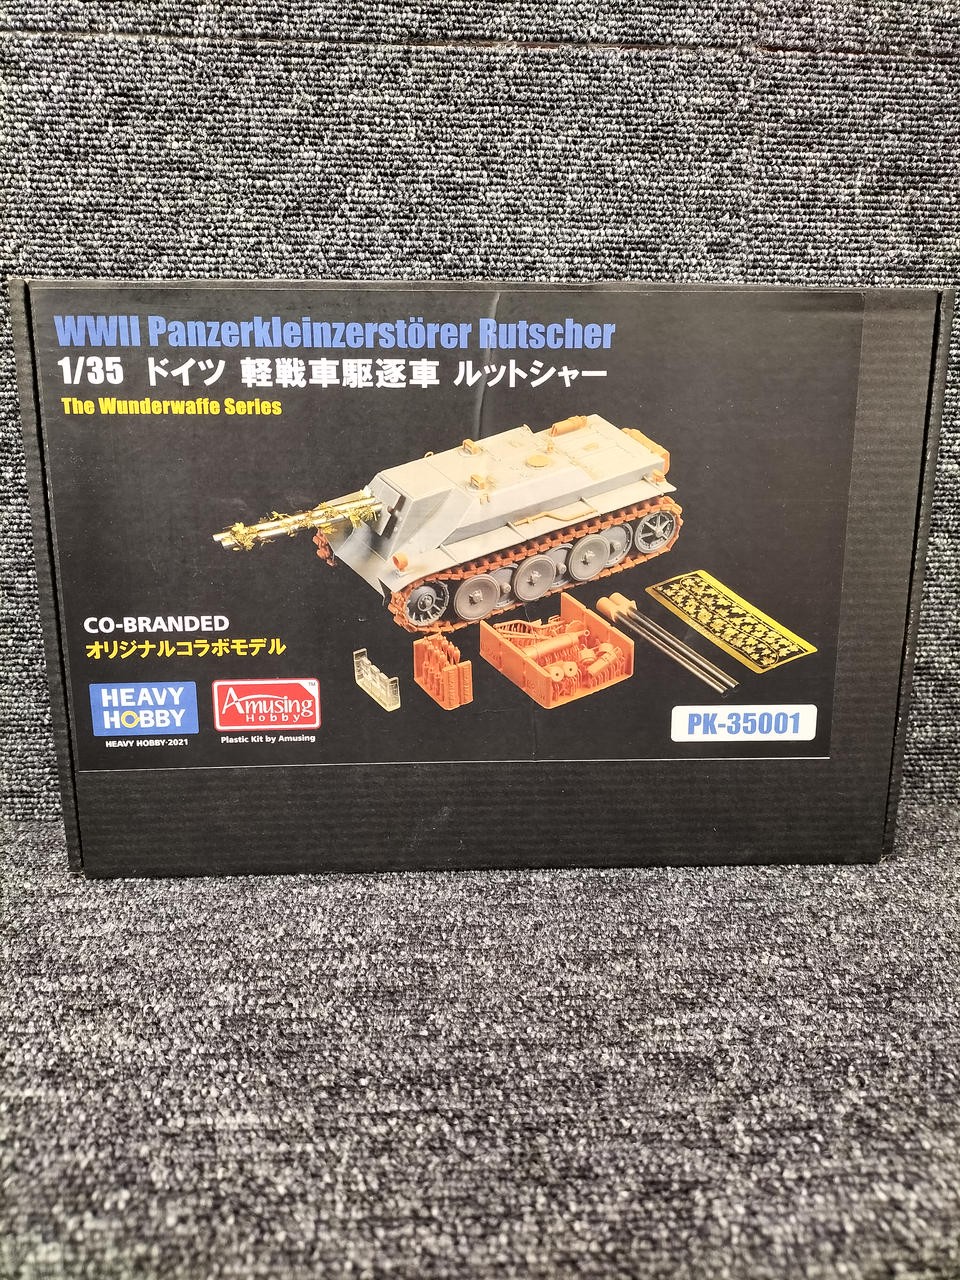 WWII Panzerkleinzerstörer Rutscher
1/35 ドイツ 軽戦車駆逐車 ルットシャー
The Wunderwaffe Series
CO-BRANDED
オリジナルコラボモデル
HEAVY
HOBBY
HEAVY HOBBY·2021
Amusing
Hobby
TM
Plastic Kit by Amusing
PK-35001